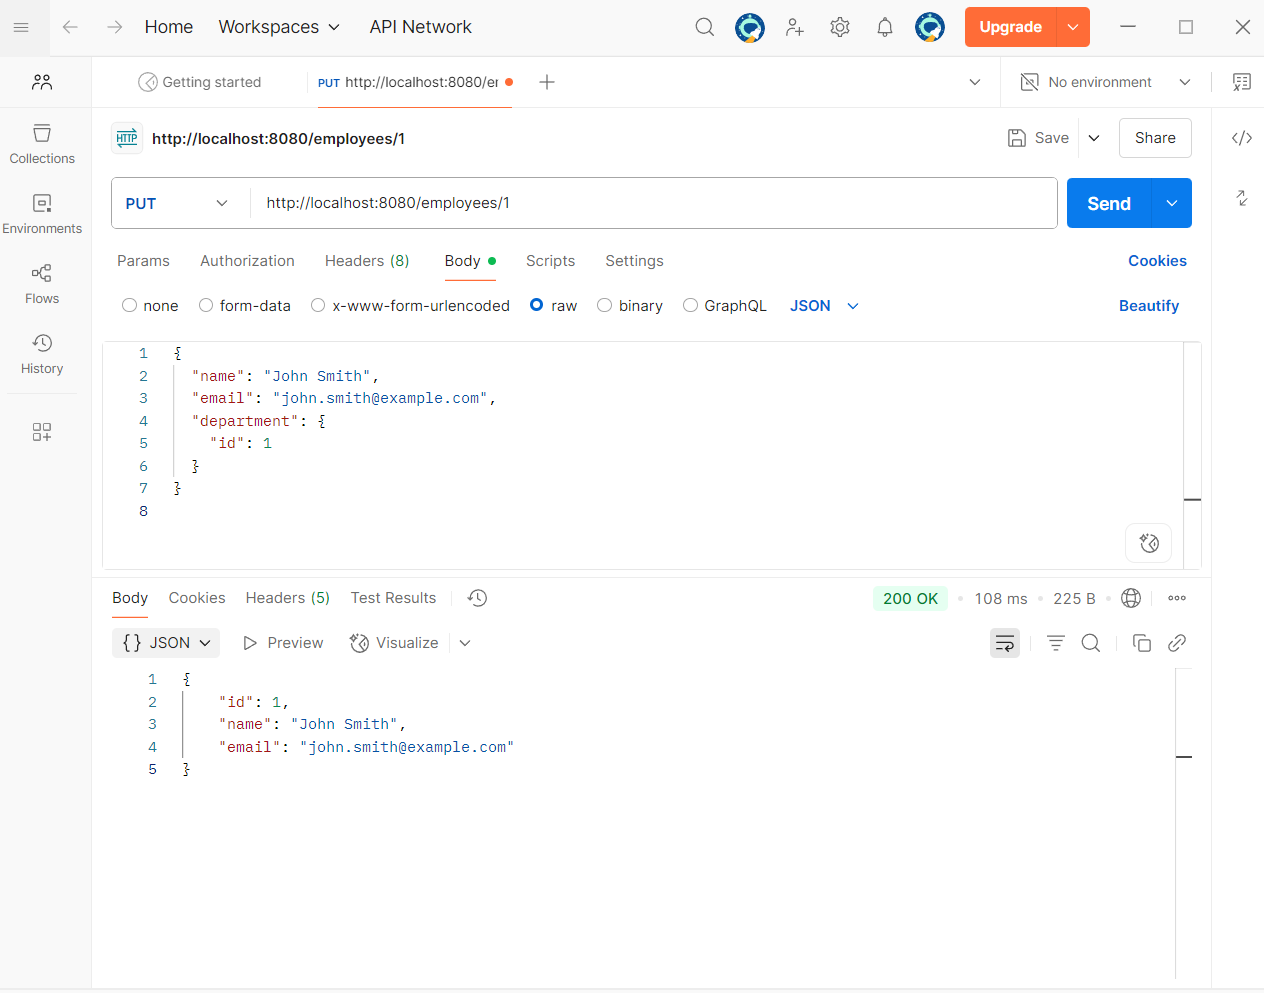 Home Workspaces API Network Upgrade
Getting started PUT http://localhost:8080/er No environment
HTTP http://localhost:8080/employees/1 Save Share
PUT http://localhost:8080/employees/1 Send
Params Authorization Headers (8) Body Scripts Settings Cookies
none form-data x-www-form-urlencoded raw binary GraphQL JSON Beautify
Collections
Environments
Flows
History
1 {
2 "name": "John Smith",
3 "email": "john.smith@example.com",
4 "department": {
5 "id": 1
6 }
7 }
8
Body Cookies Headers (5) Test Results 200 OK 108 ms 225 B
{} JSON Preview Visualize
1 {
2 "id": 1,
3 "name": "John Smith",
4 "email": "john.smith@example.com"
5 }